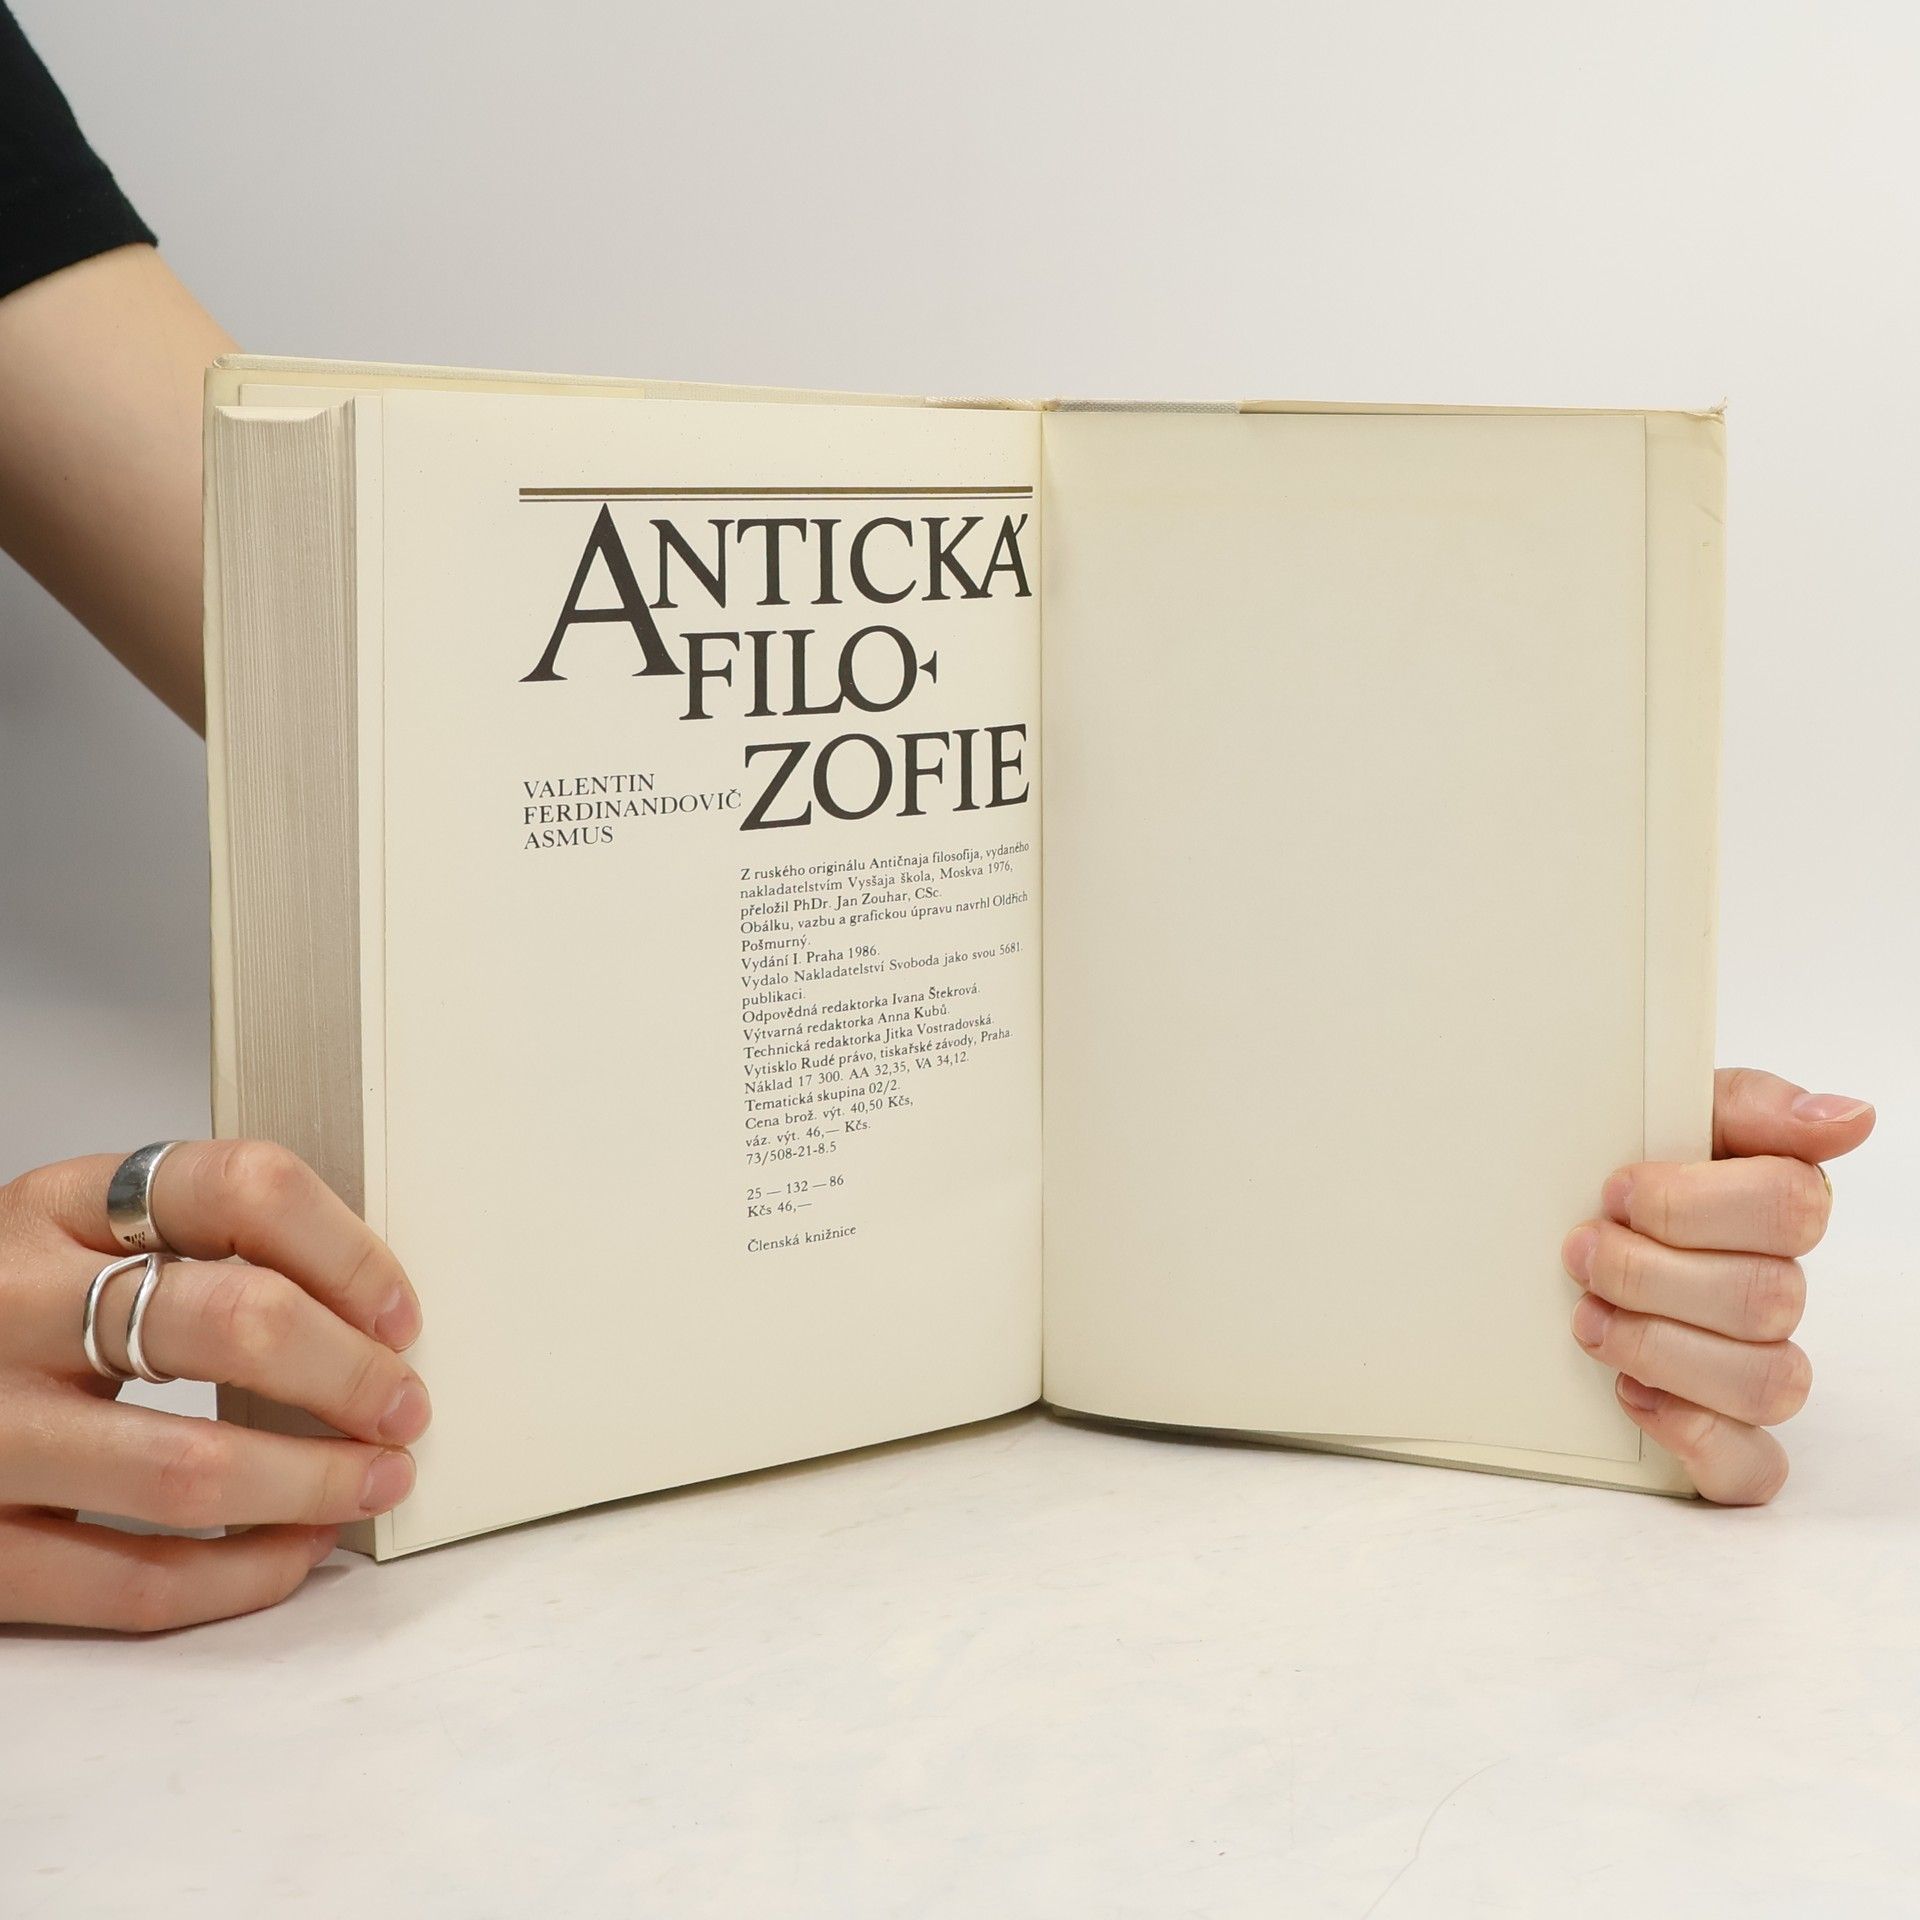 ANTICKÁ
FILO-
ZOFIE
VALENTIN
FERDINANDOVIČ
ASMUS
Z ruského originálu Antičnaja filosofija, vydaného
nakladatelstvím Vysšaja škola, Moskva 1976,
přeložil PhDr. Jan Zouhar, CSc.
Obálku, vazbu a grafickou úpravu navrhl Oldřich
Pošmurný.
Vydání I. Praha 1986.
Vydalo Nakladatelství Svoboda jako svou 5681.
publikaci.
Odpovědná redaktorka Ivana Štekrová.
Výtvarná redaktorka Anna Kubů.
Technická redaktorka Jitka Vostradovská.
Vytisklo Rudé právo, tiskařské závody, Praha.
Náklad 17 300. AA 32,35, VA 34,12.
Tematická skupina 02/2.
Cena brož. výt. 40,50 Kčs,
váz. výt. 46,— Kčs.
73/508-21-8.5
25 — 132 — 86
Kčs 46,—
Členská knižnice